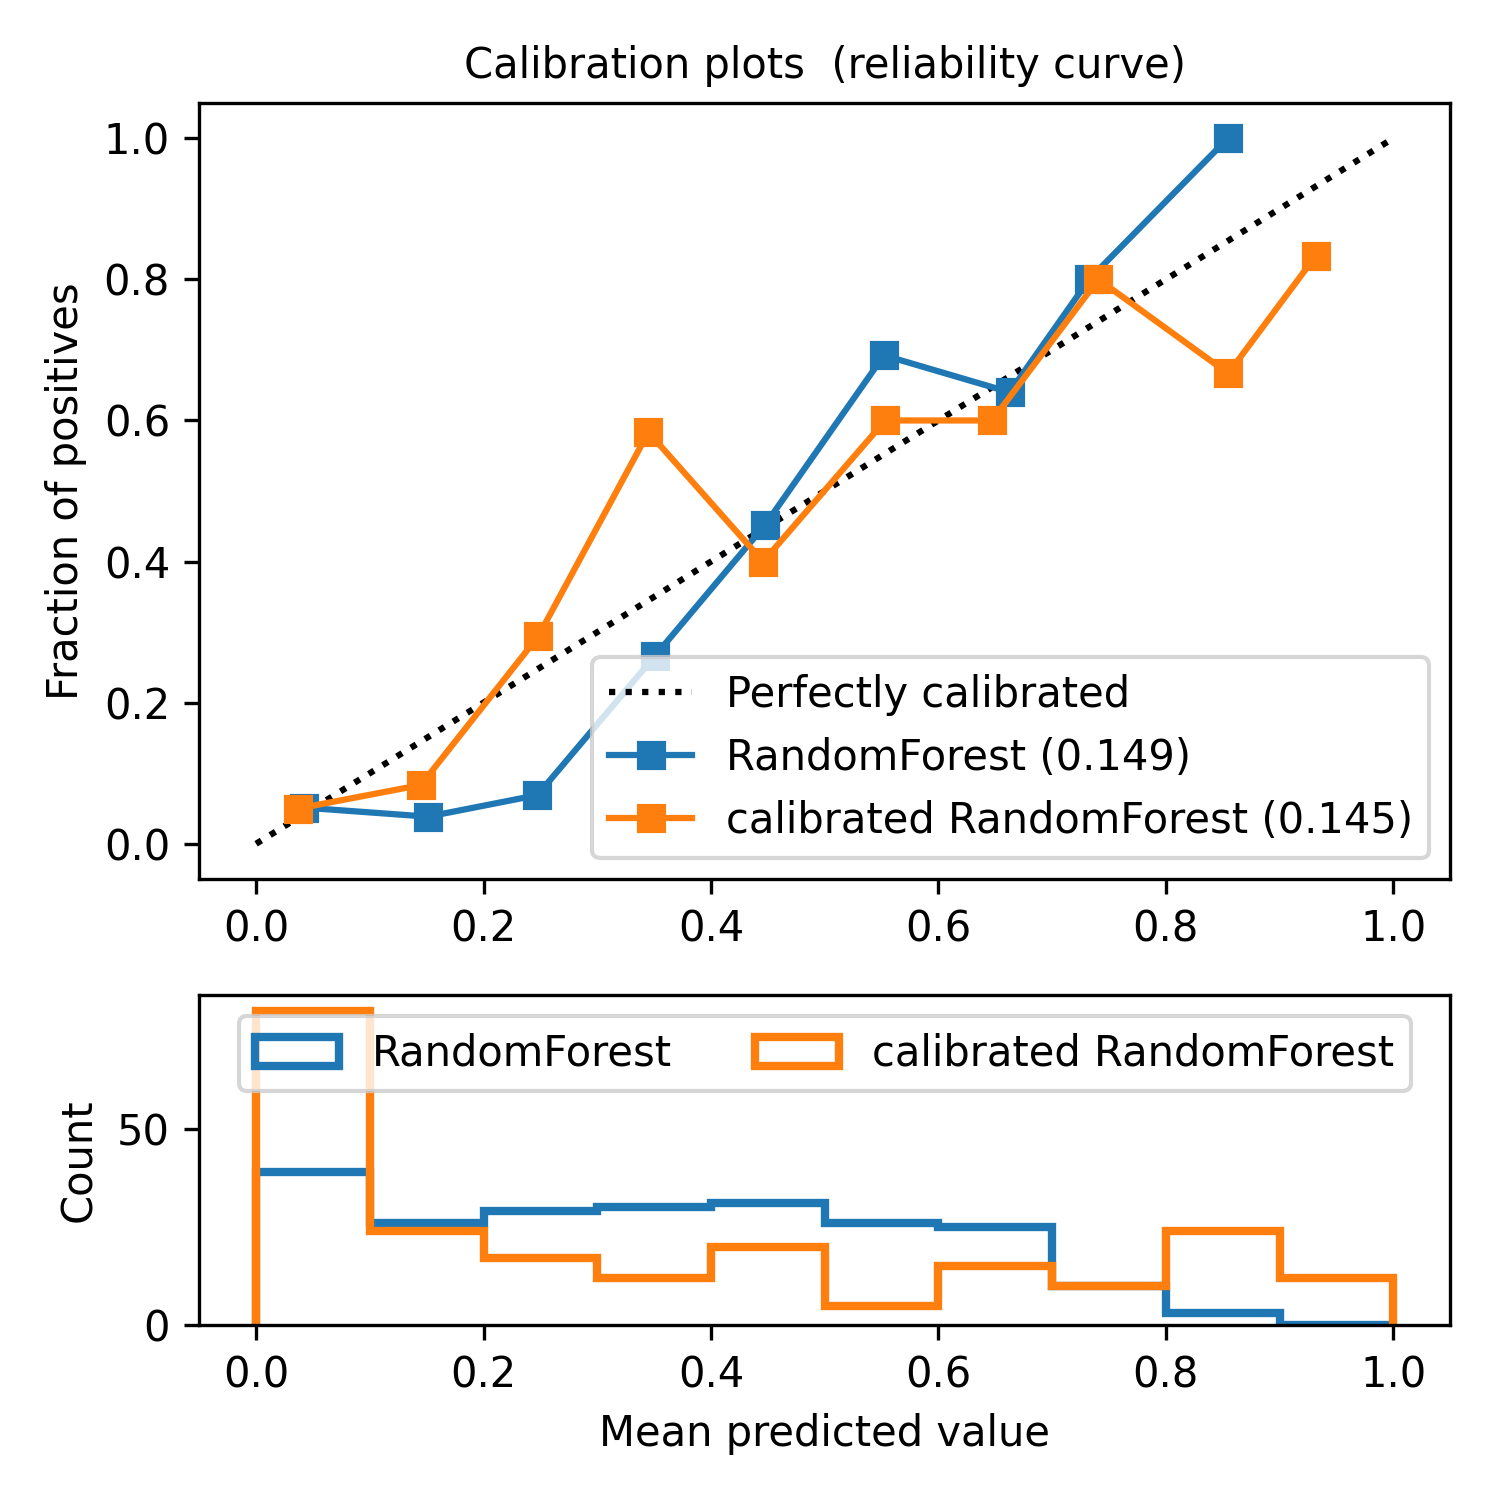 Calibration plots  (reliability curve)
Fraction of positives
1.0
0.8
0.6
0.4
0.2
0.0
Perfectly calibrated
RandomForest (0.149)
calibrated RandomForest (0.145)
0.0 0.2 0.4 0.6 0.8 1.0
RandomForest calibrated RandomForest
Count
50
0
0.0 0.2 0.4 0.6 0.8 1.0
Mean predicted value